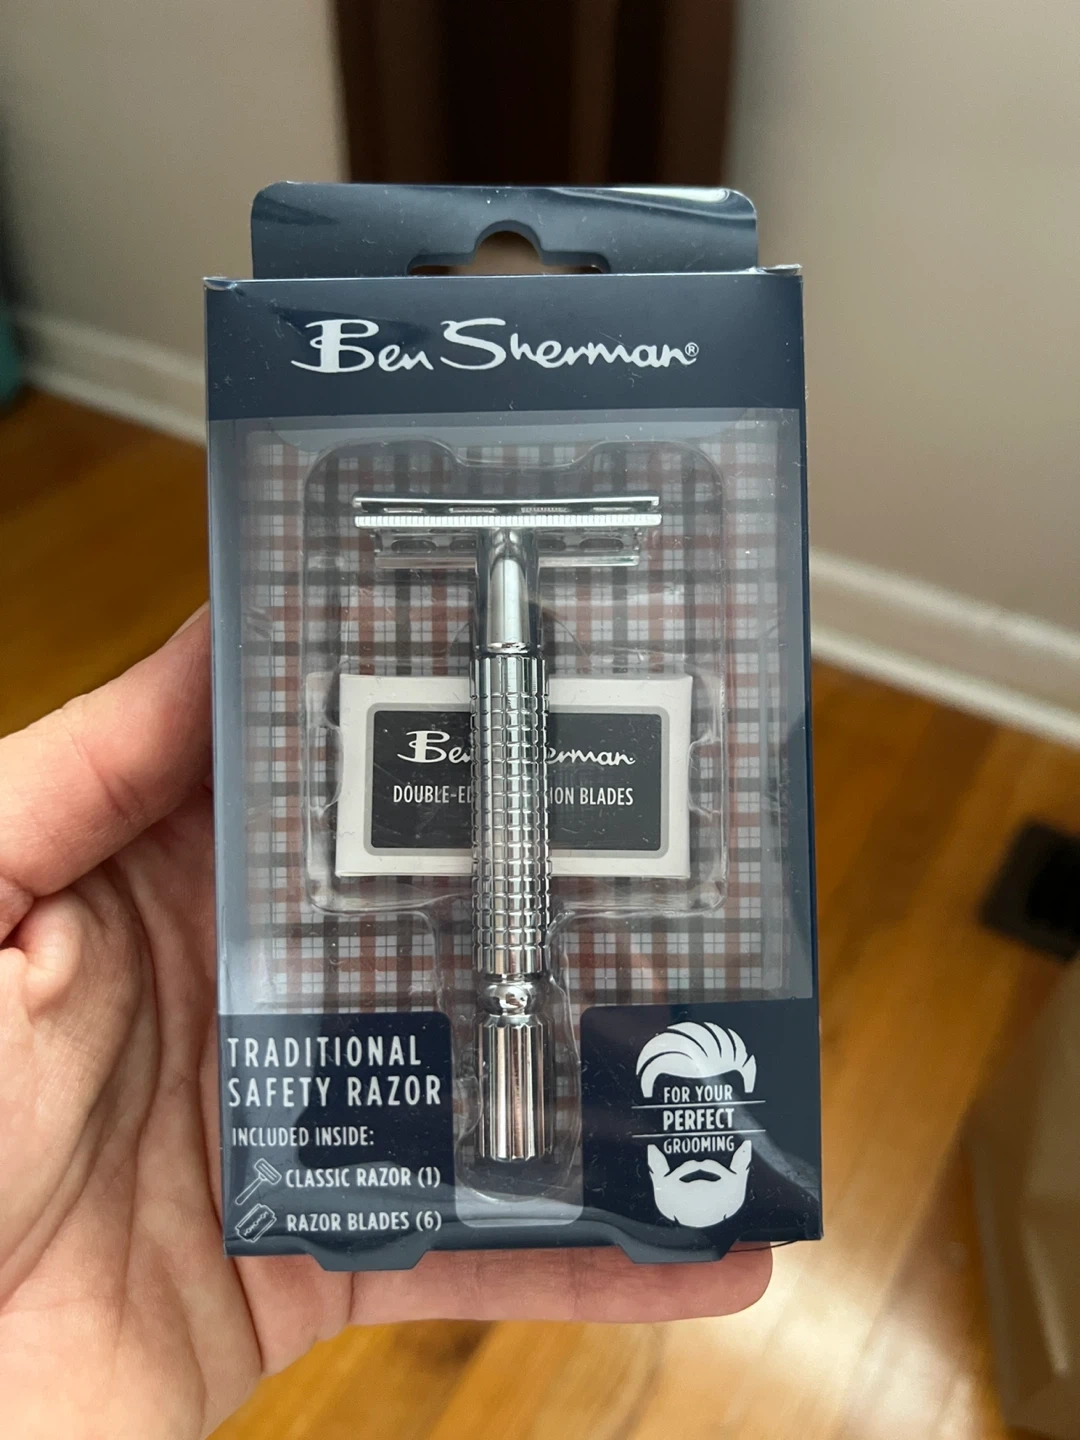 Ben Sherman®
Ben erman
DOUBLE-ED ION BLADES
TRADITIONAL
SAFETY RAZOR
INCLUDED INSIDE:
CLASSIC RAZOR (1)
RAZOR BLADES (6)
FOR YOUR
PERFECT
GROOMING